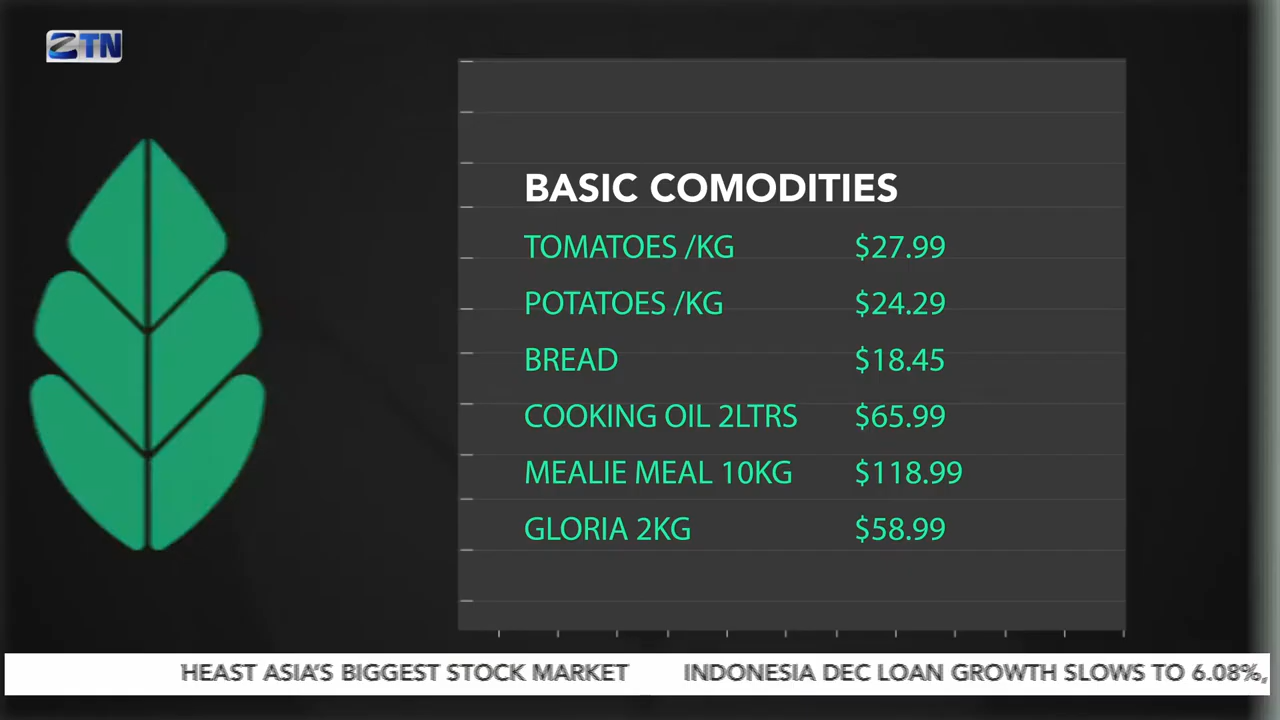 ZTN
BASIC COMODITIES
TOMATOES /KG $27.99
POTATOES /KG $24.29
BREAD $18.45
COOKING OIL 2LTRS $65.99
MEALIE MEAL 10KG $118.99
GLORIA 2KG $58.99
HEAST ASIA'S BIGGEST STOCK MARKET INDONESIA DEC LOAN GROWTH SLOWS TO 6.08%,